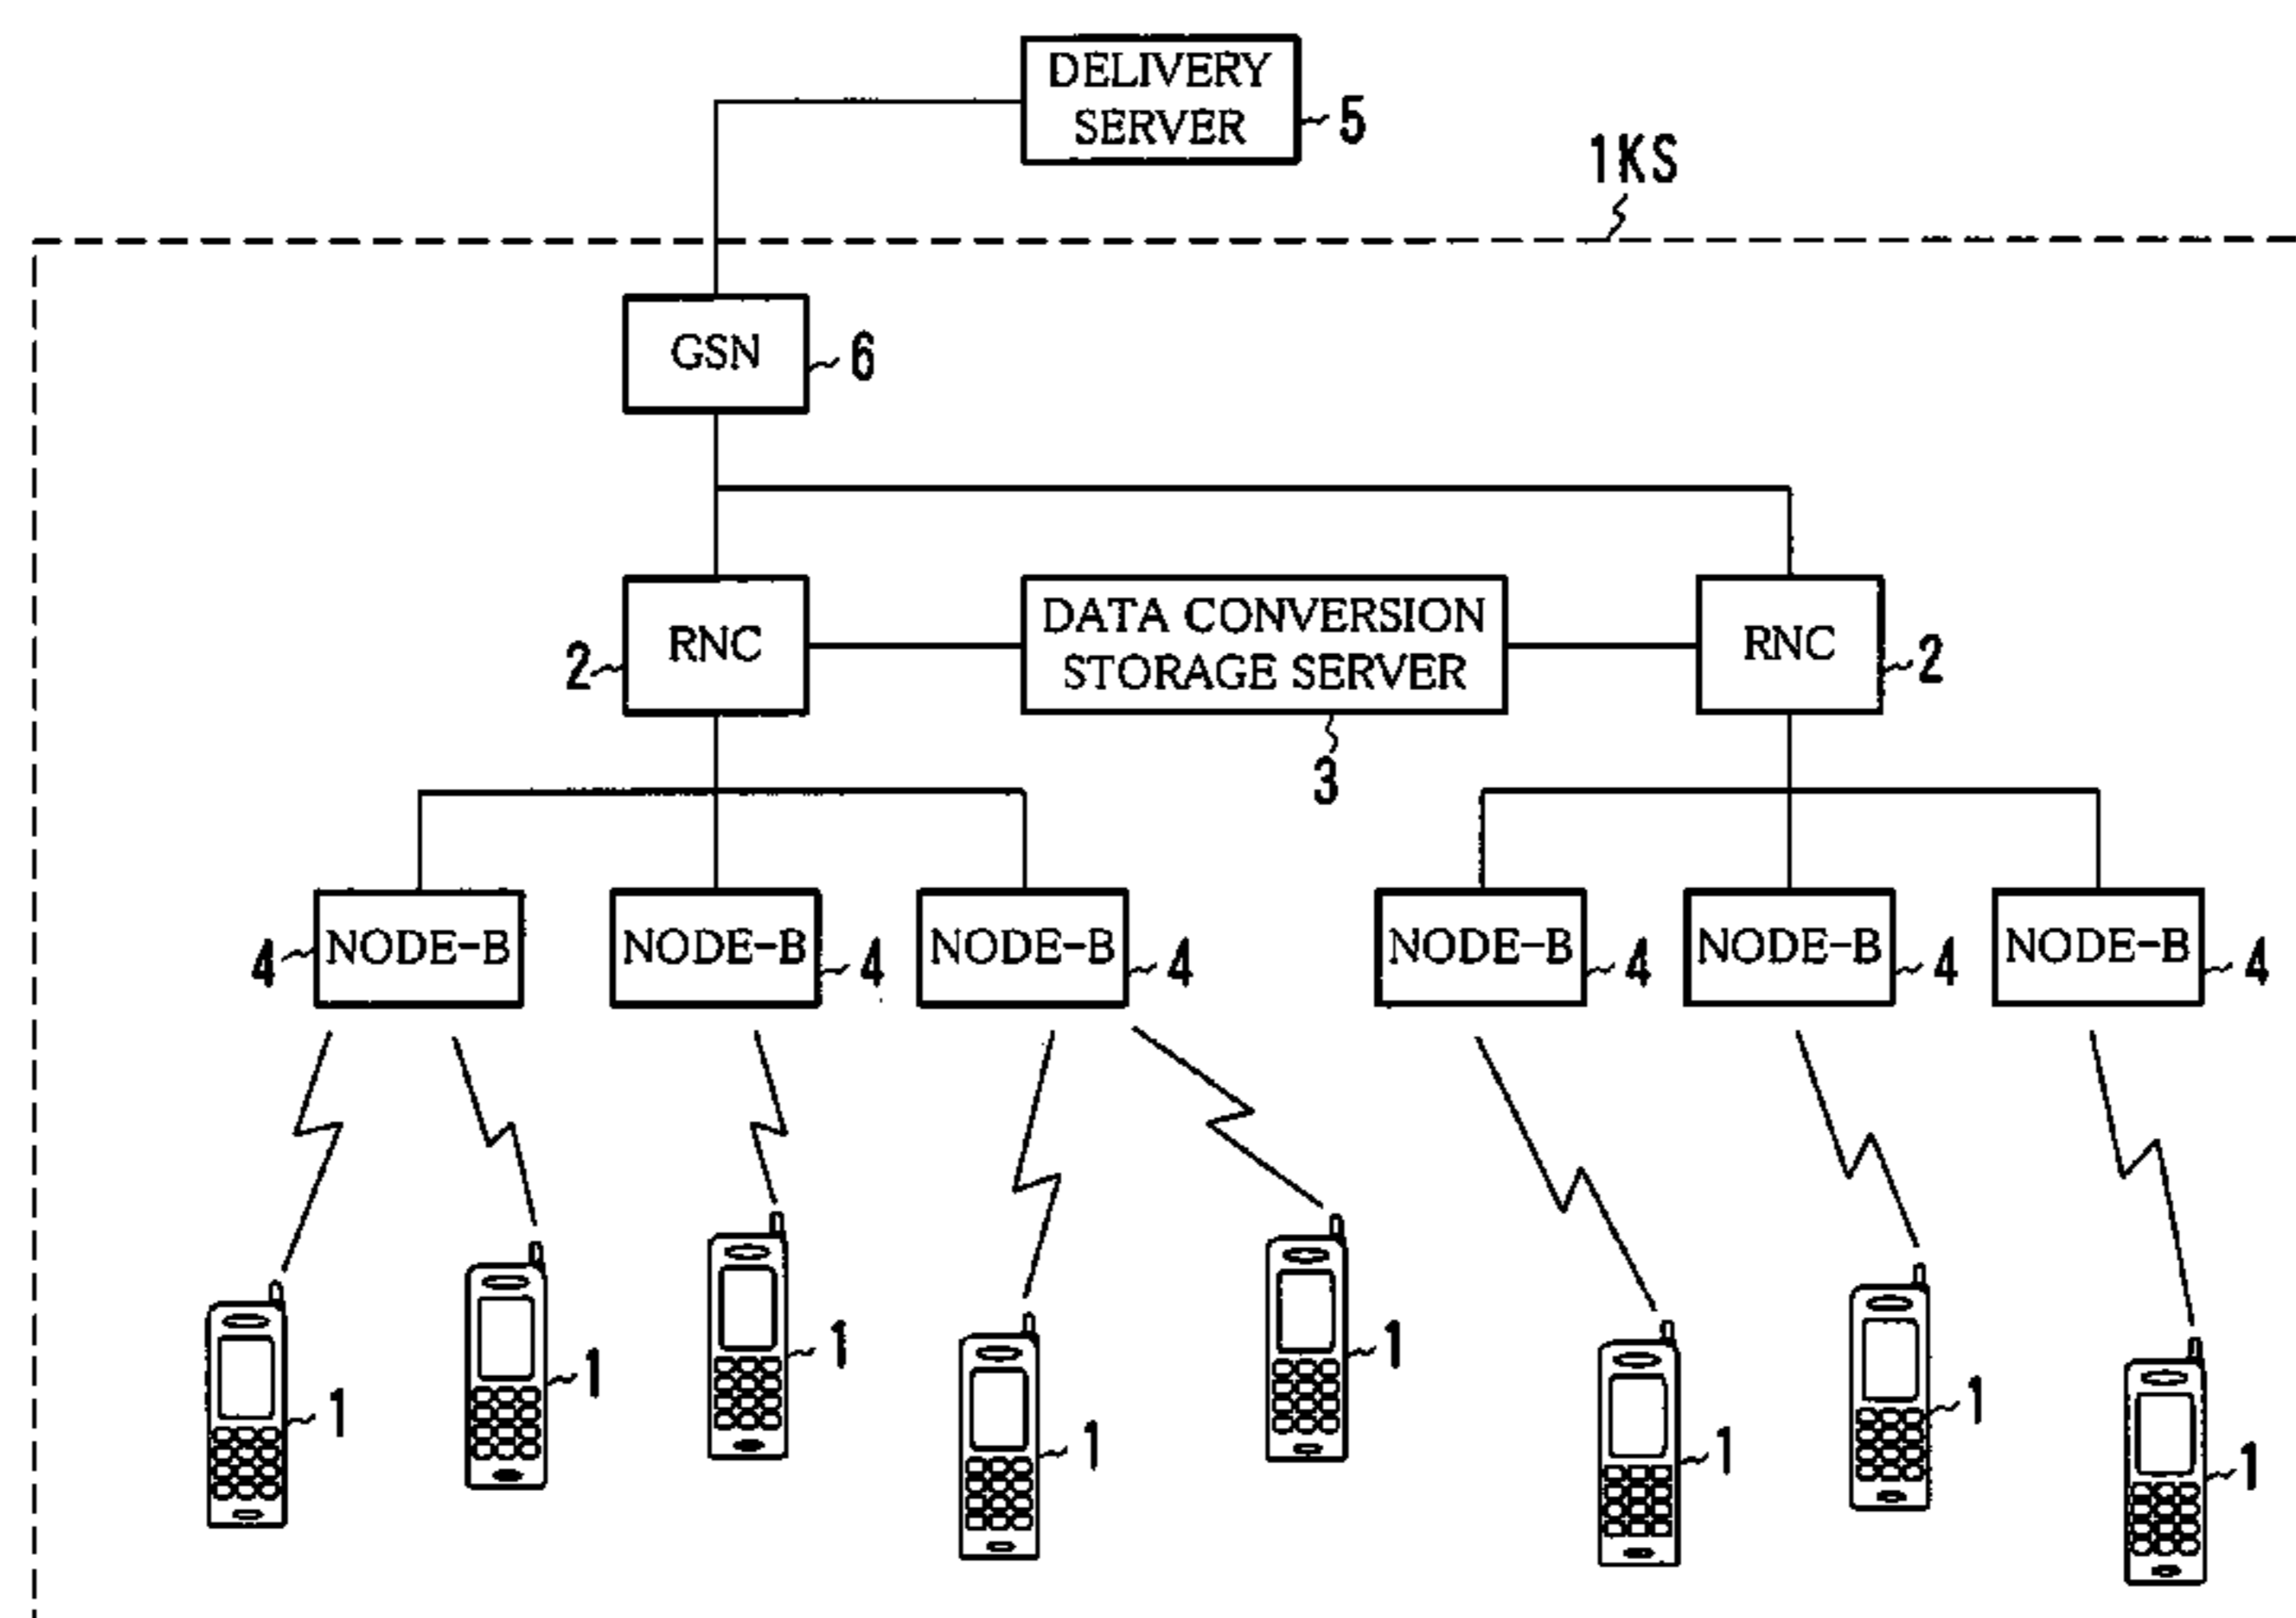 DELIVERY
SERVER
5
1KS
GSN
6
2
RNC
DATA CONVERSION
STORAGE SERVER
RNC
2
3
4
NODE-B
NODE-B
4
NODE-B
4
NODE-B
4
NODE-B
4
NODE-B
4
1
1
1
1
1
1
1
1